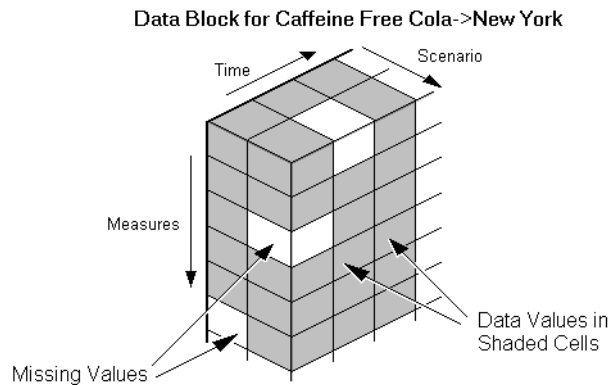 Data Block for Caffeine Free Cola->New York
Time
Scenario
Measures
Missing Values
Data Values in
Shaded Cells